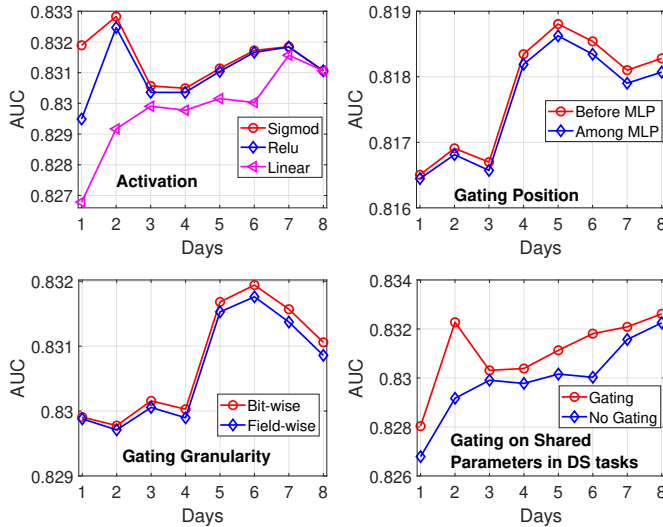 0.833
0.831
0.83
0.829
0.827
AUC
Sigmod
Relu
Linear
Activation
1 2 3 4 5 6 7 8
Days
0.819
0.818
0.817
0.816
AUC
Before MLP
Among MLP
Gating Position
1 2 3 4 5 6 7 8
Days
0.832
0.831
0.83
0.829
AUC
Bit-wise
Field-wise
Gating Granularity
1 2 3 4 5 6 7 8
Days
0.834
0.832
0.83
0.828
0.826
AUC
Gating
No Gating
Gating on Shared
Parameters in DS tasks
1 2 3 4 5 6 7 8
Days